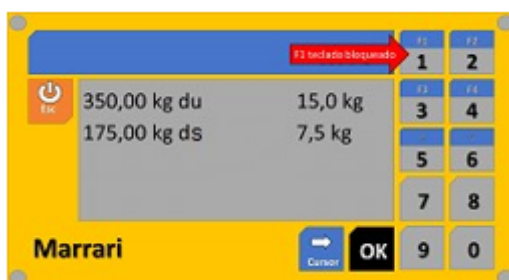 F1 teclado bloqueado
F1 F2
1 2
Esc
350,00 kg du 15,0 kg
175,00 kg ds 7,5 kg
F3 F4
3 4
5 6
7 8
Marrari
Cursor
OK
9 0